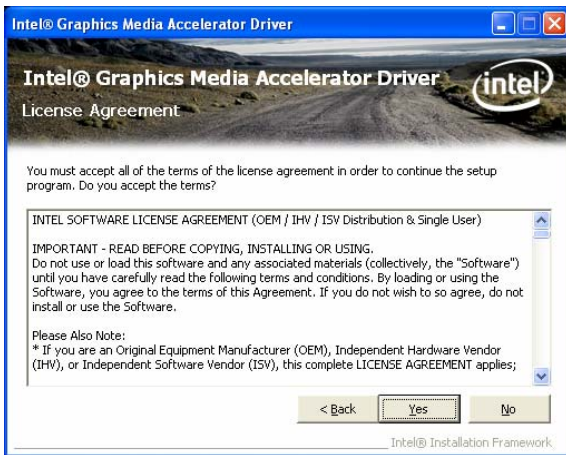 Intel® Graphics Media Accelerator Driver
Intel® Graphics Media Accelerator Driver
intel
License Agreement
You must accept all of the terms of the license agreement in order to continue the setup
program. Do you accept the terms?
INTEL SOFTWARE LICENSE AGREEMENT (OEM / IHV / ISV Distribution & Single User)
IMPORTANT - READ BEFORE COPYING, INSTALLING OR USING.
Do not use or load this software and any associated materials (collectively, the "Software")
until you have carefully read the following terms and conditions. By loading or using the
Software, you agree to the terms of this Agreement. If you do not wish to so agree, do not
install or use the Software.
Please Also Note:
* If you are an Original Equipment Manufacturer (OEM), Independent Hardware Vendor
(IHV), or Independent Software Vendor (ISV), this complete LICENSE AGREEMENT applies;
< Back
Yes
No
Intel® Installation Framework